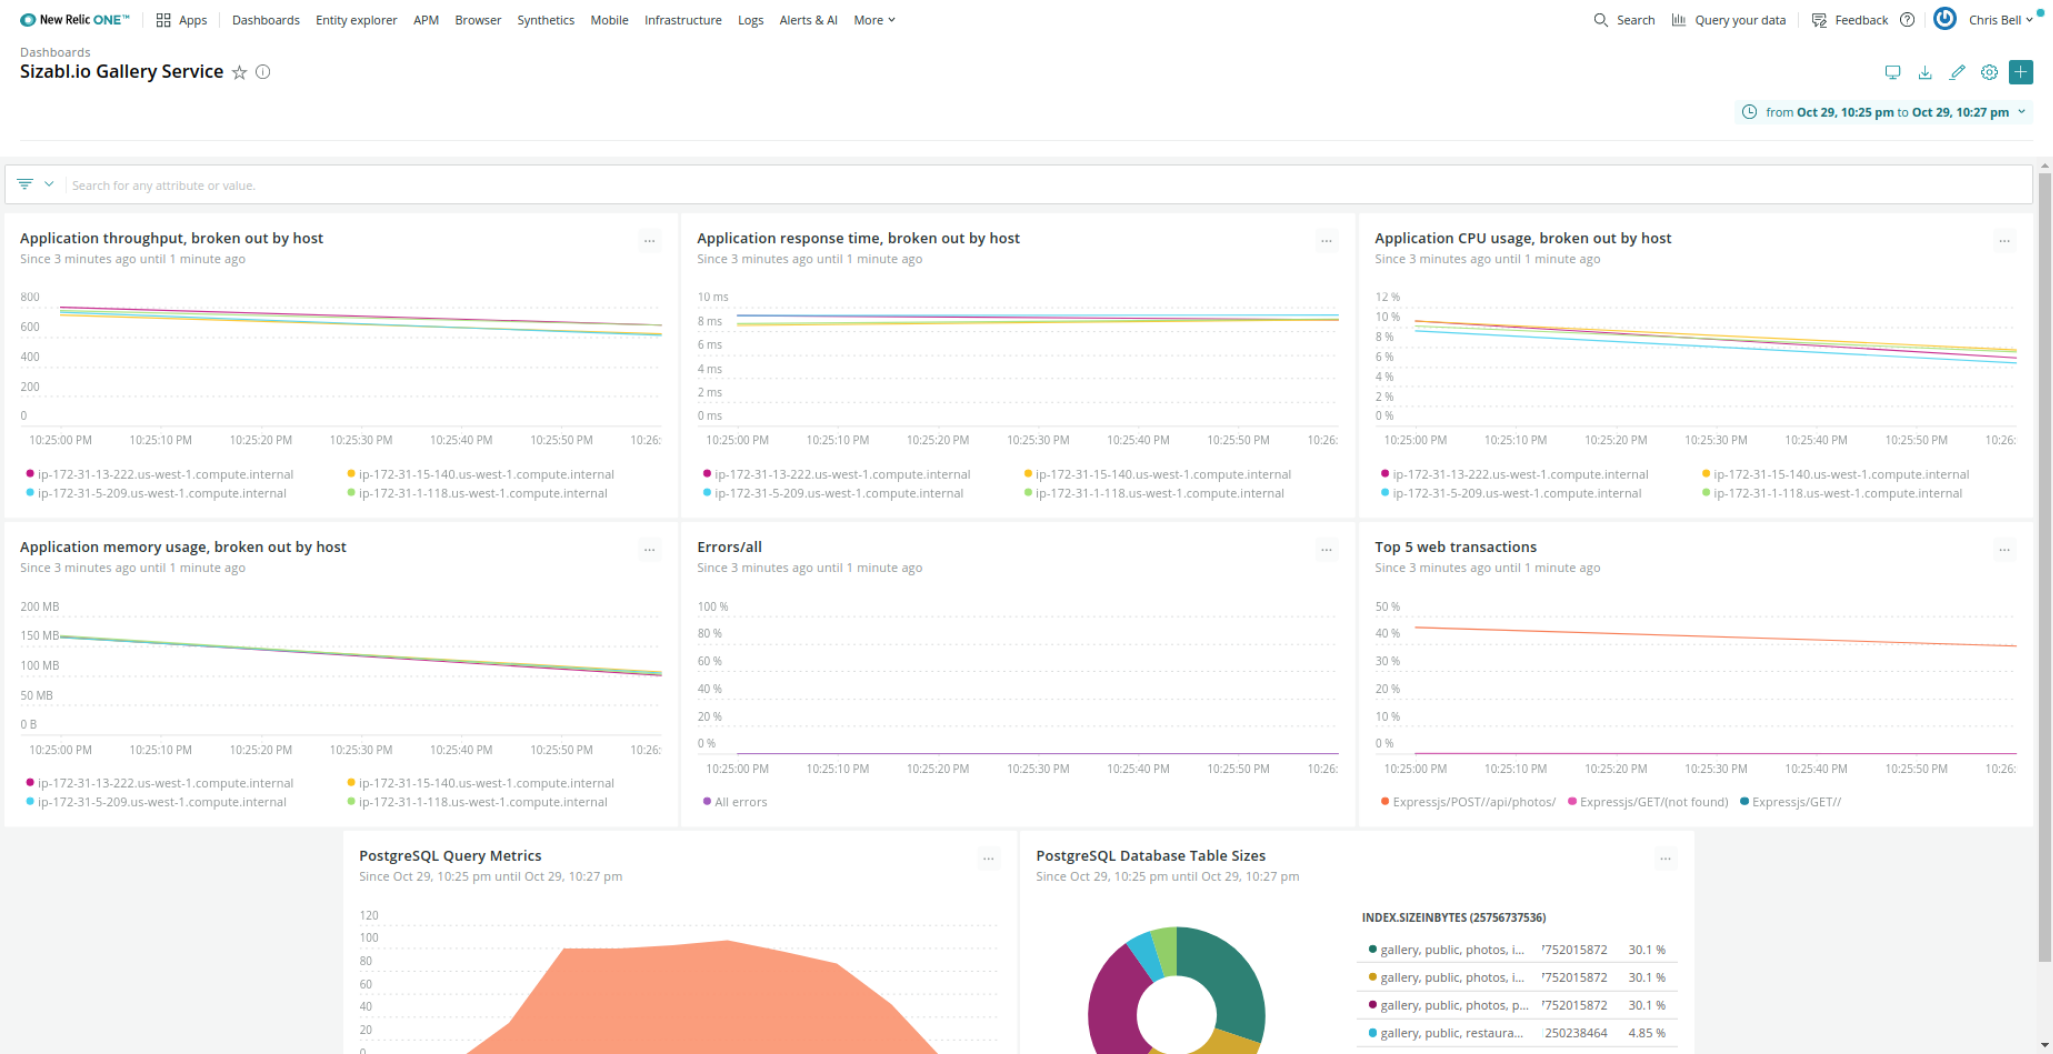 New Relic ONE™ Apps Dashboards Entity explorer APM Browser Synthetics Mobile Infrastructure Logs Alerts & AI More Search Query your data Feedback Chris Bell
Dashboards
Sizabl.io Gallery Service
from Oct 29, 10:25 pm to Oct 29, 10:27 pm
Search for any attribute or value.
Application throughput, broken out by host
Since 3 minutes ago until 1 minute ago
800
600
400
200
0
10:25:00 PM 10:25:10 PM 10:25:20 PM 10:25:30 PM 10:25:40 PM 10:25:50 PM 10:26:
ip-172-31-13-222.us-west-1.compute.internal ip-172-31-15-140.us-west-1.compute.internal
ip-172-31-5-209.us-west-1.compute.internal ip-172-31-1-118.us-west-1.compute.internal
Application response time, broken out by host
Since 3 minutes ago until 1 minute ago
10 ms
8 ms
6 ms
4 ms
2 ms
0 ms
10:25:00 PM 10:25:10 PM 10:25:20 PM 10:25:30 PM 10:25:40 PM 10:25:50 PM 10:26:
ip-172-31-13-222.us-west-1.compute.internal ip-172-31-15-140.us-west-1.compute.internal
ip-172-31-5-209.us-west-1.compute.internal ip-172-31-1-118.us-west-1.compute.internal
Application CPU usage, broken out by host
Since 3 minutes ago until 1 minute ago
12 %
10 %
8 %
6 %
4 %
2 %
0 %
10:25:00 PM 10:25:10 PM 10:25:20 PM 10:25:30 PM 10:25:40 PM 10:25:50 PM 10:26:
ip-172-31-13-222.us-west-1.compute.internal ip-172-31-15-140.us-west-1.compute.internal
ip-172-31-5-209.us-west-1.compute.internal ip-172-31-1-118.us-west-1.compute.internal
Application memory usage, broken out by host
Since 3 minutes ago until 1 minute ago
200 MB
150 MB
100 MB
50 MB
0 B
10:25:00 PM 10:25:10 PM 10:25:20 PM 10:25:30 PM 10:25:40 PM 10:25:50 PM 10:26:
ip-172-31-13-222.us-west-1.compute.internal ip-172-31-15-140.us-west-1.compute.internal
ip-172-31-5-209.us-west-1.compute.internal ip-172-31-1-118.us-west-1.compute.internal
Errors/all
Since 3 minutes ago until 1 minute ago
100 %
80 %
60 %
40 %
20 %
0 %
10:25:00 PM 10:25:10 PM 10:25:20 PM 10:25:30 PM 10:25:40 PM 10:25:50 PM 10:26:
All errors
Top 5 web transactions
Since 3 minutes ago until 1 minute ago
50 %
40 %
30 %
20 %
10 %
0 %
10:25:00 PM 10:25:10 PM 10:25:20 PM 10:25:30 PM 10:25:40 PM 10:25:50 PM 10:26:
Expressjs/POST//api/photos/ Expressjs/GET/(not found) Expressjs/GET//
PostgreSQL Query Metrics
Since Oct 29, 10:25 pm until Oct 29, 10:27 pm
120
100
80
60
40
20
0
PostgreSQL Database Table Sizes
Since Oct 29, 10:25 pm until Oct 29, 10:27 pm
INDEX.SIZEINBYTES (25756737536)
gallery, public, photos, i... 7752015872 30.1 %
gallery, public, photos, i... 7752015872 30.1 %
gallery, public, photos, p... 7752015872 30.1 %
gallery, public, restaura... 250238464 4.85 %